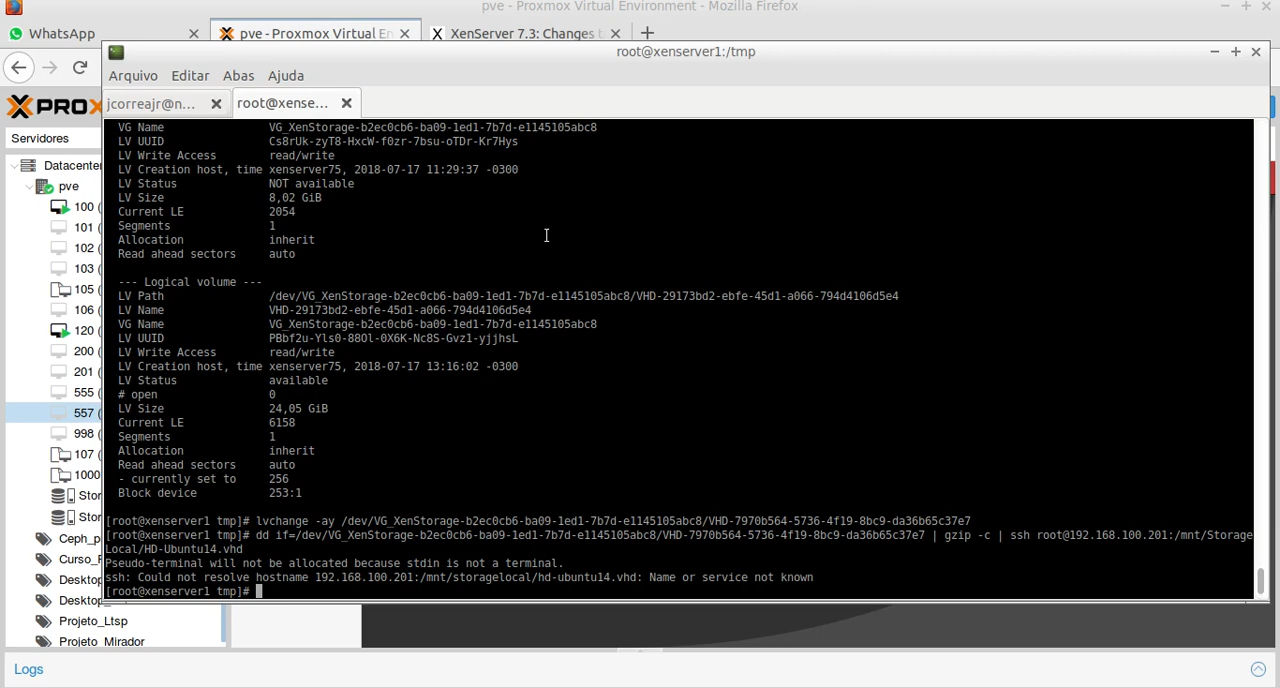 pve - Proxmox Virtual Environment - Mozilla Firefox
WhatsApp
pve - Proxmox Virtual En
XenServer 7.3: Changes t
root@xenserver1:/tmp
Arquivo Editar Abas Ajuda
jcorreajr@n...
root@xense...
PROX
Servidores
Datacenter
pve
100 (
101 (
102 (
103 (
105 (
106 (
120 (
200 (
201 (
555 (
557 (
998 (
107 (
1000
Stor
Stor
Ceph_p
Curso_F
Desktop
Desktop_
Projeto_Ltsp
Projeto_Mirador
VG Name VG_XenStorage-b2ec0cb6-ba09-1ed1-7b7d-e1145105abc8
LV UUID Cs8rUk-zyT8-HxcW-f0zr-7bsu-oTDr-Kr7Hys
LV Write Access read/write
LV Creation host, time xenserver75, 2018-07-17 11:29:37 -0300
LV Status NOT available
LV Size 8,02 GiB
Current LE 2054
Segments 1
Allocation inherit
Read ahead sectors auto
--- Logical volume ---
LV Path /dev/VG_XenStorage-b2ec0cb6-ba09-1ed1-7b7d-e1145105abc8/VHD-29173bd2-ebfe-45d1-a066-794d4106d5e4
LV Name VHD-29173bd2-ebfe-45d1-a066-794d4106d5e4
VG Name VG_XenStorage-b2ec0cb6-ba09-1ed1-7b7d-e1145105abc8
LV UUID PBbf2u-Yls0-88Ol-0X6K-Nc8S-Gvz1-yjjhsL
LV Write Access read/write
LV Creation host, time xenserver75, 2018-07-17 13:16:02 -0300
LV Status available
# open 0
LV Size 24,05 GiB
Current LE 6158
Segments 1
Allocation inherit
Read ahead sectors auto
- currently set to 256
Block device 253:1
[root@xenserver1 tmp]# lvchange -ay /dev/VG_XenStorage-b2ec0cb6-ba09-1ed1-7b7d-e1145105abc8/VHD-7970b564-5736-4f19-8bc9-da36b65c37e7
[root@xenserver1 tmp]# dd if=/dev/VG_XenStorage-b2ec0cb6-ba09-1ed1-7b7d-e1145105abc8/VHD-7970b564-5736-4f19-8bc9-da36b65c37e7 | gzip -c | ssh root@192.168.100.201:/mnt/Storage
Local/HD-Ubuntu14.vhd
Pseudo-terminal will not be allocated because stdin is not a terminal.
ssh: Could not resolve hostname 192.168.100.201:/mnt/storagelocal/hd-ubuntu14.vhd: Name or service not known
[root@xenserver1 tmp]#
Logs